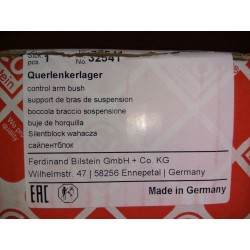 pcs. 1 No. 32541
Querlenkerlager
control arm bush
support de bras de suspension
boccola braccio sospensione
buje de horquilla
Silentblock wahacza
сайлентблок
Ferdinand Bilstein GmbH + Co. KG
Wilhelmstr. 47 | 58256 Ennepetal | Germany
EAC Made in Germany